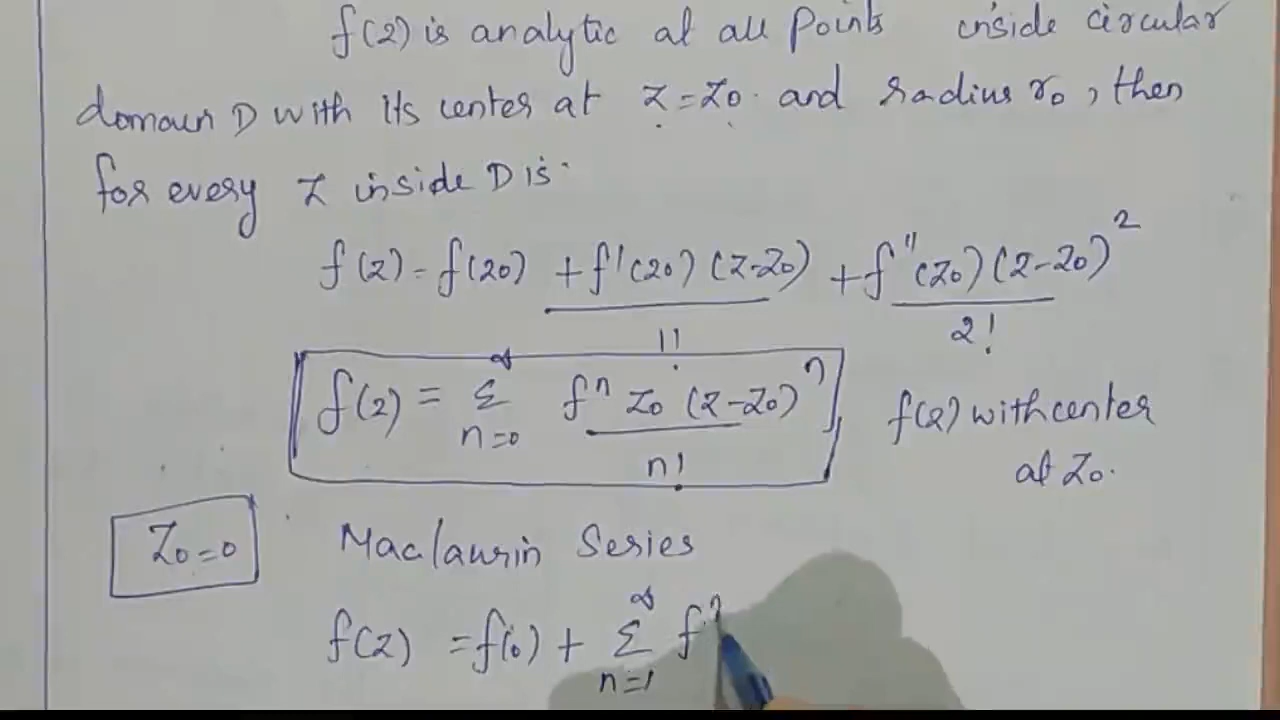 f(z) is analytic at all points inside circular
domain D with its center at z=z0. and radius r0, then
for every z inside D is.
f(z) = f(z0) + f'(z0)(z-z0)/1! + f''(z0)(z-z0)^2/2!
f(z) = Σ n=0 ∞ f^n z0 (z-z0)^n/n!
f(z) with center
at z0.
z0=0 Maclaurin Series
f(z) = f(0) + Σ n=1 ∞ f^n